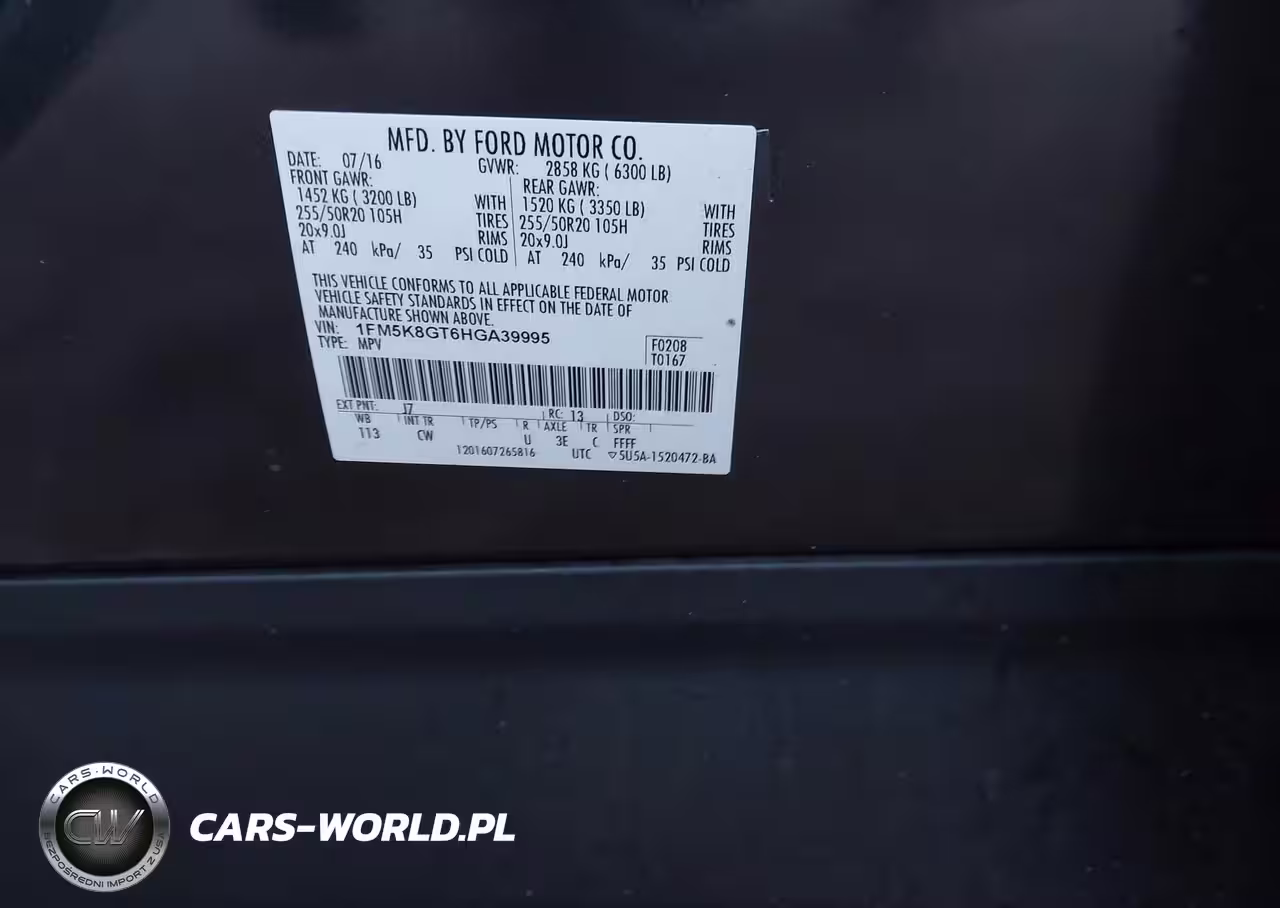 MFD. BY FORD MOTOR CO.
DATE: 07/16 GVWR: 2858 KG ( 6300 LB)
FRONT GAWR: REAR GAWR:
1452 KG ( 3200 LB) WITH 1520 KG ( 3350 LB) WITH
255/50R20 105H TIRES 255/50R20 105H TIRES
20x9.0J RIMS 20x9.0J RIMS
AT 240 kPa/ 35 PSI COLD AT 240 kPa/ 35 PSI COLD
THIS VEHICLE CONFORMS TO ALL APPLICABLE FEDERAL MOTOR
VEHICLE SAFETY STANDARDS IN EFFECT ON THE DATE OF
MANUFACTURE SHOWN ABOVE.
VIN: 1FM5K8GT6HGA39995
TYPE: MPV
F0208
T0167
EXT PNT: J7 RC: 13 DSO:
WB INT TR TP/PS R AXLE TR SPR
113 CW U 3E C FFFF
1201607265816 UTC ▽5U5A-1520472-BA
CARS-WORLD
CW
BEZPOŚREDNI IMPORT Z USA
CARS-WORLD.PL